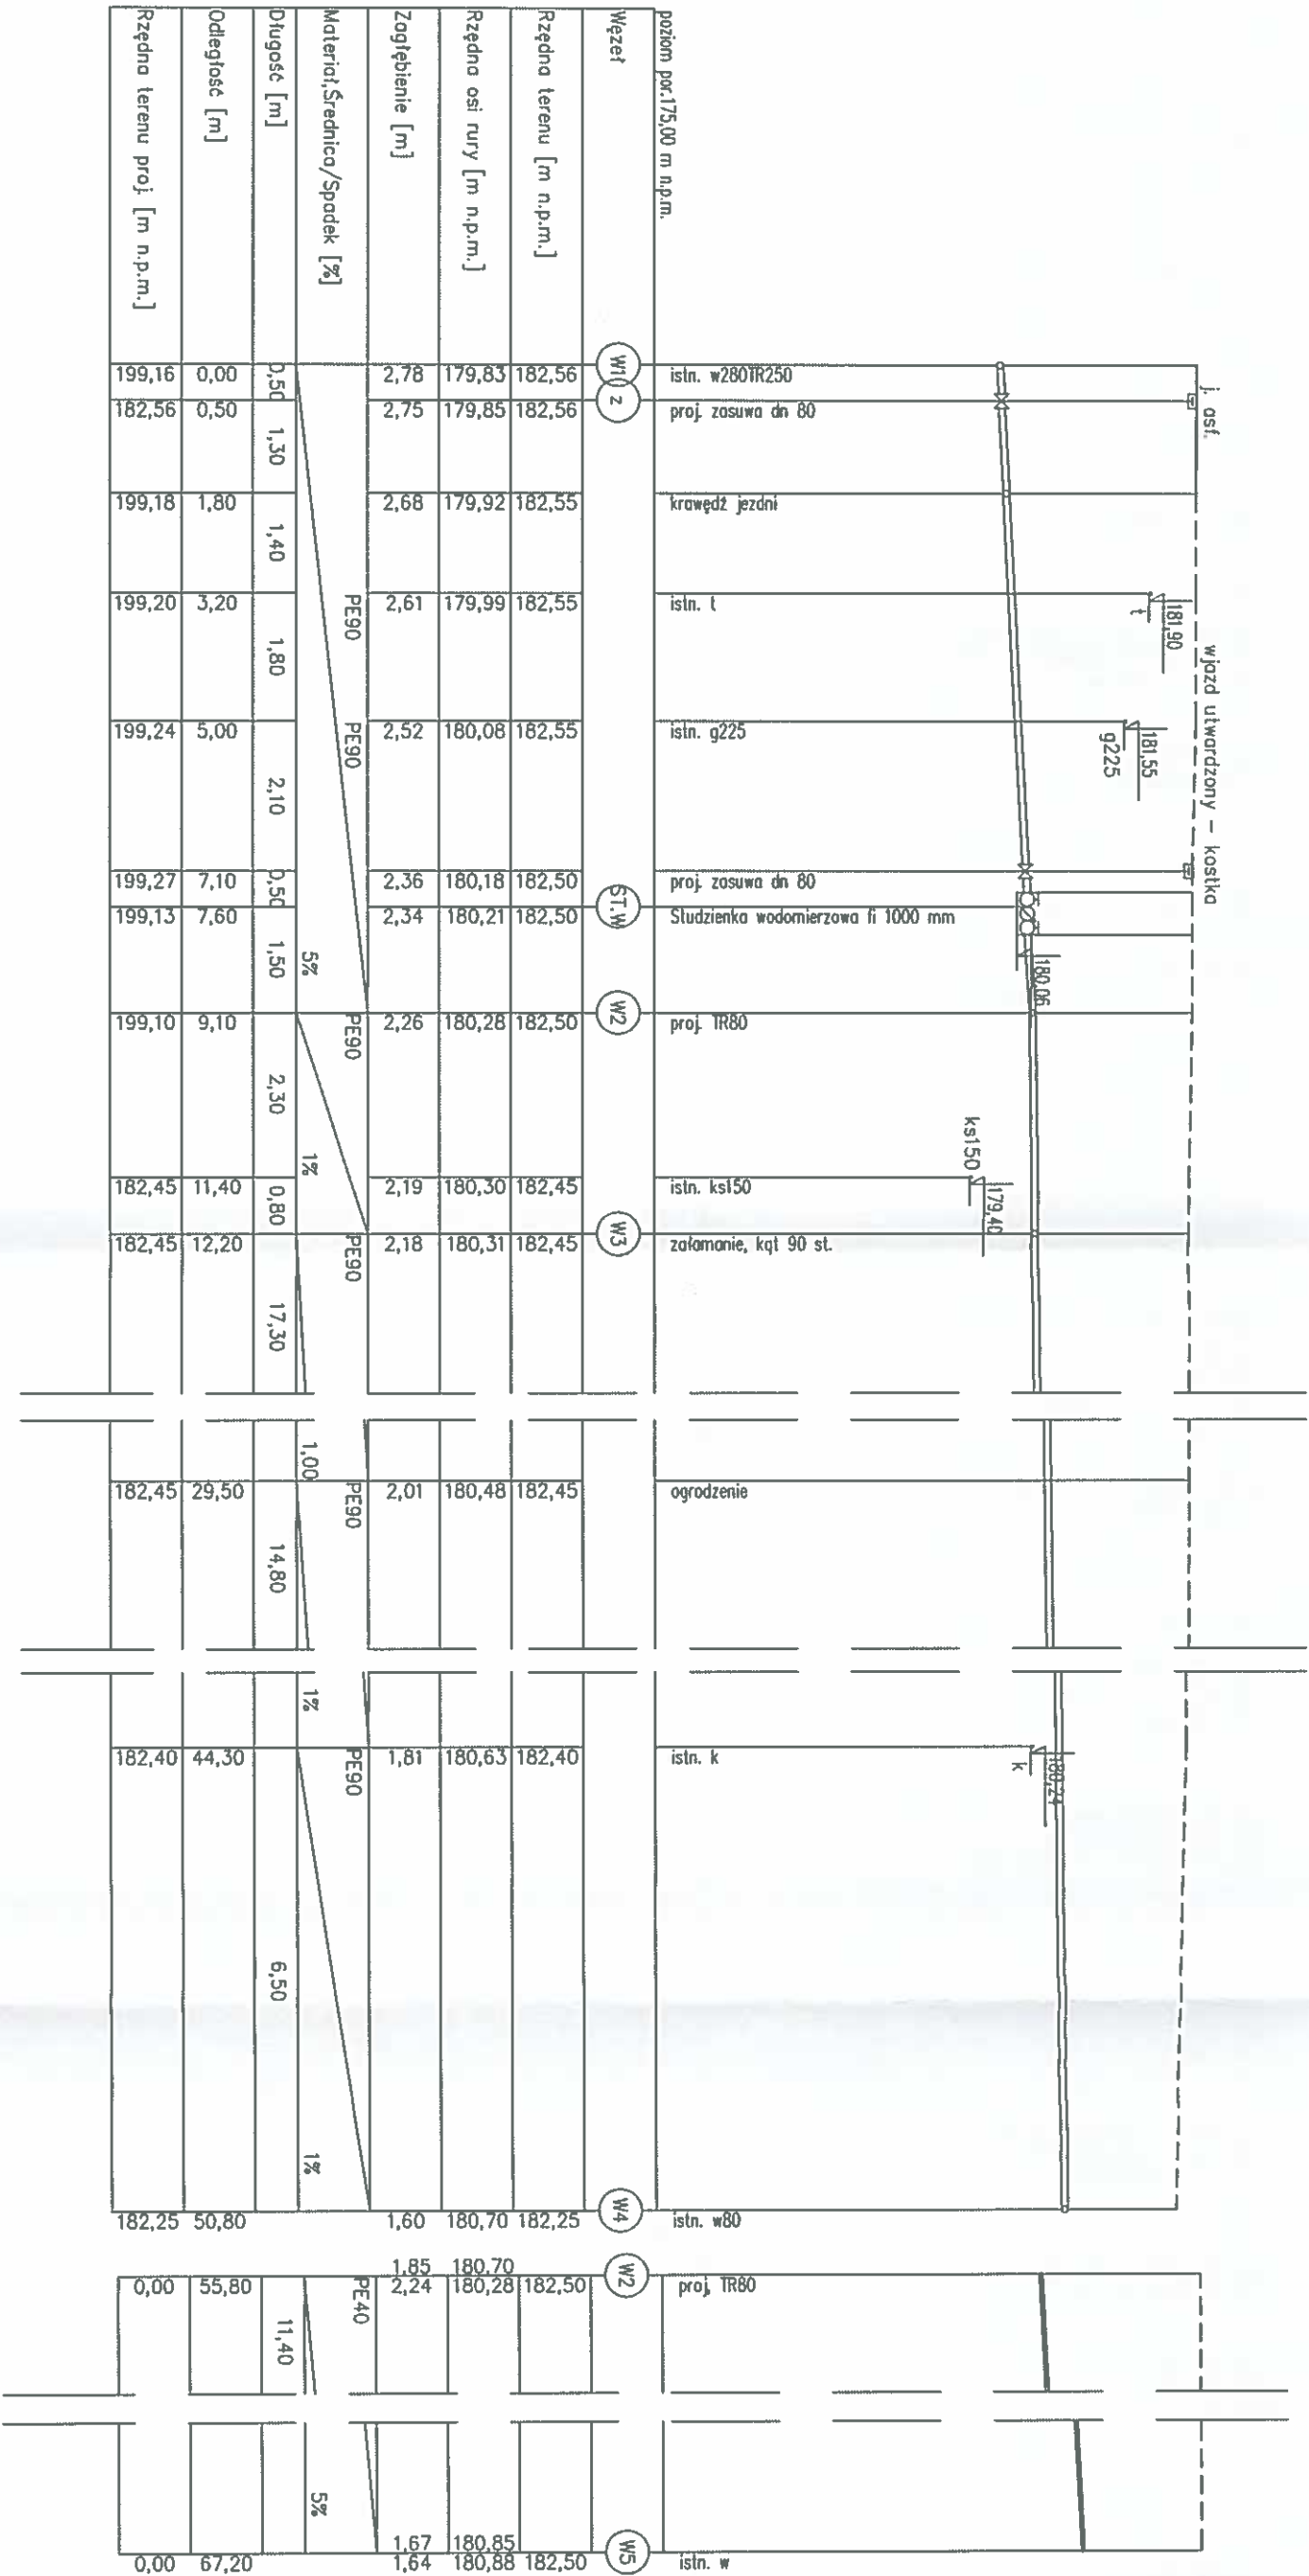 j. asf.
wjazd utwardzony – kostka
181,90
t
181,55
g225
180,06
ks150
179,40
k
poziom por.175,00 m n.p.m.
istn. w280TR250
proj. zasuwa dn 80
krawędź jezdni
istn. t
istn. g225
proj. zasuwa dn 80
Studzienka wodomierzowa fi 1000 mm
proj. TR80
istn. ks150
załamanie, kąt 90 st.
ogrodzenie
istn. k
istn. w80
proj. TR80
istn. w
Węzeł W1 z ST.W W2 W3 W4 W2 W5
Rzędna terenu [m n.p.m.] 182,56 182,56 182,55 182,55 182,55 182,50 182,50 182,50 182,45 182,45 182,45 182,40 182,25 182,50 182,50
Rzędna osi rury [m n.p.m.] 179,83 179,85 179,92 179,99 180,08 180,18 180,21 180,28 180,30 180,31 180,48 180,63 180,70 180,70 180,28 180,85 180,88
Zagłębienie [m] 2,78 2,75 2,68 2,61 2,52 2,36 2,34 2,26 2,19 2,18 2,01 1,81 1,60 1,85 2,24 1,67 1,64
Materiał,Średnica/Spadek [%] PE90 PE90 5% PE90 1% PE90 1,00 PE90 1% PE90 1% PE40 5%
Długość [m] 0,50 1,30 1,40 1,80 2,10 0,50 1,50 2,30 0,80 17,30 14,80 6,50 11,40
Odległość [m] 0,00 0,50 1,80 3,20 5,00 7,10 7,60 9,10 11,40 12,20 29,50 44,30 50,80 55,80 67,20
Rzędna terenu proj. [m n.p.m.] 199,16 182,56 199,18 199,20 199,24 199,27 199,13 199,10 182,45 182,45 182,45 182,40 182,25 0,00 0,00